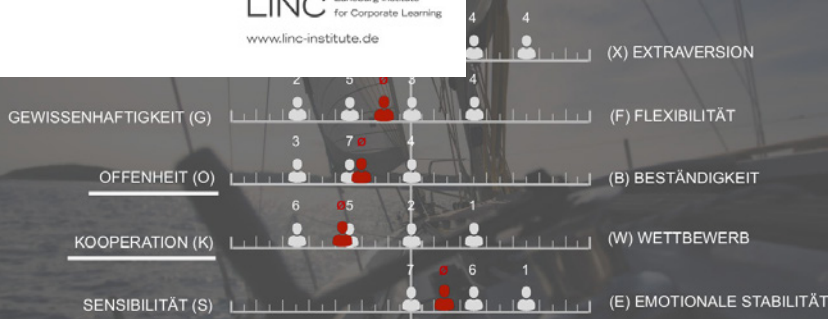 LINC
for Corporate Learning
www.linc-institute.de
4 4
(X) EXTRAVERSION
2 5 ø 3 4
GEWISSENHAFTIGKEIT (G) (F) FLEXIBILITÄT
3 7 ø 4
OFFENHEIT (O) (B) BESTÄNDIGKEIT
6 ø5 2 1
KOOPERATION (K) (W) WETTBEWERB
7 ø 6 1
SENSIBILITÄT (S) (E) EMOTIONALE STABILITÄT